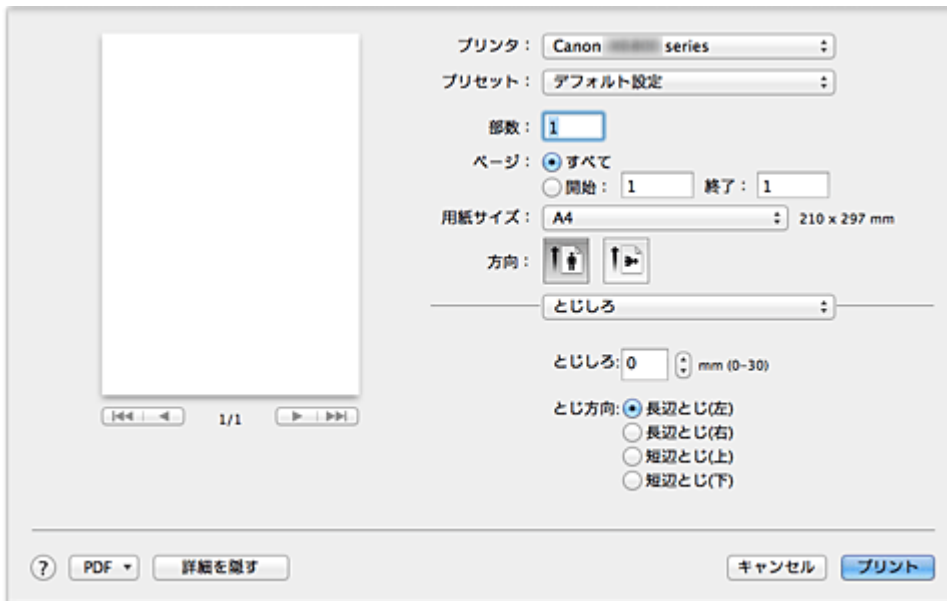 プリンタ： Canon series
プリセット： デフォルト設定
部数： 1
ページ： すべて
開始： 1 終了： 1
用紙サイズ： A4 210 x 297 mm
方向：
とじしろ
とじしろ: 0 mm (0-30)
とじ方向: 長辺とじ(左)
長辺とじ(右)
短辺とじ(上)
短辺とじ(下)
1/1
? PDF 詳細を隠す キャンセル プリント